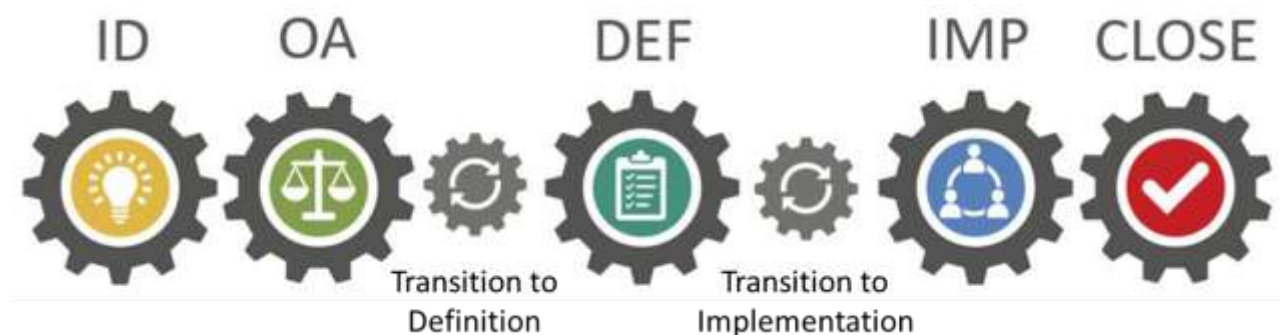 ID OA DEF IMP CLOSE
Transition to Definition
Transition to Implementation